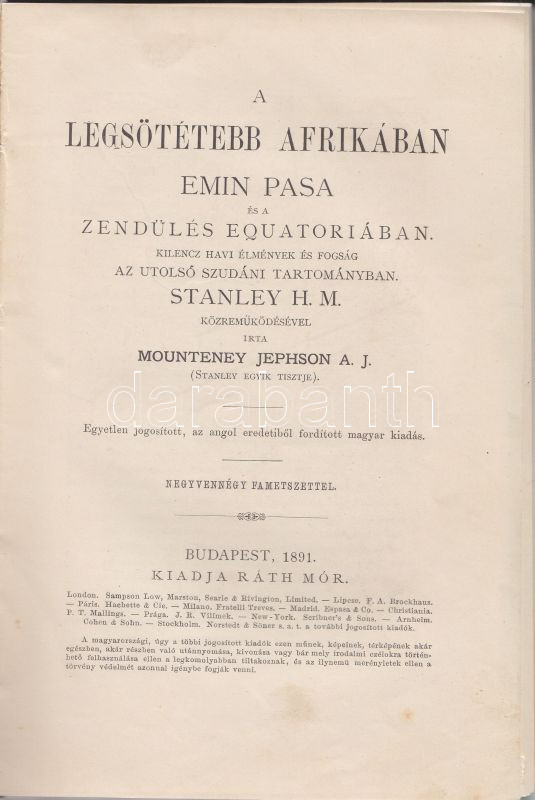 A
LEGSÖTÉTEBB AFRIKÁBAN
EMIN PASA
ÉS A
ZENDÜLÉS EQUATORIÁBAN.
KILENCZ HAVI ÉLMÉNYEK ÉS FOGSÁG
AZ UTOLSÓ SZUDÁNI TARTOMÁNYBAN.
STANLEY H. M.
KÖZREMŰKÖDÉSÉVEL
IRTA
MOUNTENEY JEPHSON A. J.
(STANLEY EGYIK TISZTJE).
darabanth
Egyetlen jogosított, az angol eredetiből fordított magyar kiadás.
NEGYVENNÉGY FAMETSZETTEL.
BUDAPEST, 1891.
KIADJA RÁTH MÓR.
London. Sampson Low, Marston, Searle & Rivington, Limited. — Lipcse. F. A. Brockhaus.
— Páris. Hachette & Cie. — Milano. Fratelli Treves. — Madrid. Espasa & Co. — Christiania.
P. T. Mallings. — Prága. J. R. Vilímek. — New-York. Scribner's & Sons. — Arnheim.
Cohen & Sohn. — Stockholm. Norstedt & Söner s. a. t. a további jogosított kiadók.
A magyarországi, úgy a többi jogosított kiadók ezen műnek, képeinek, térképének akár
egészben, akár részben való utánnyomása, kivonása vagy bár mely irodalmi czélokra történ-
hető felhasználása ellen a legkomolyabban tiltakoznak, és az ilynemű merényletek ellen a
törvény védelmét azonnal igénybe fogják venni.